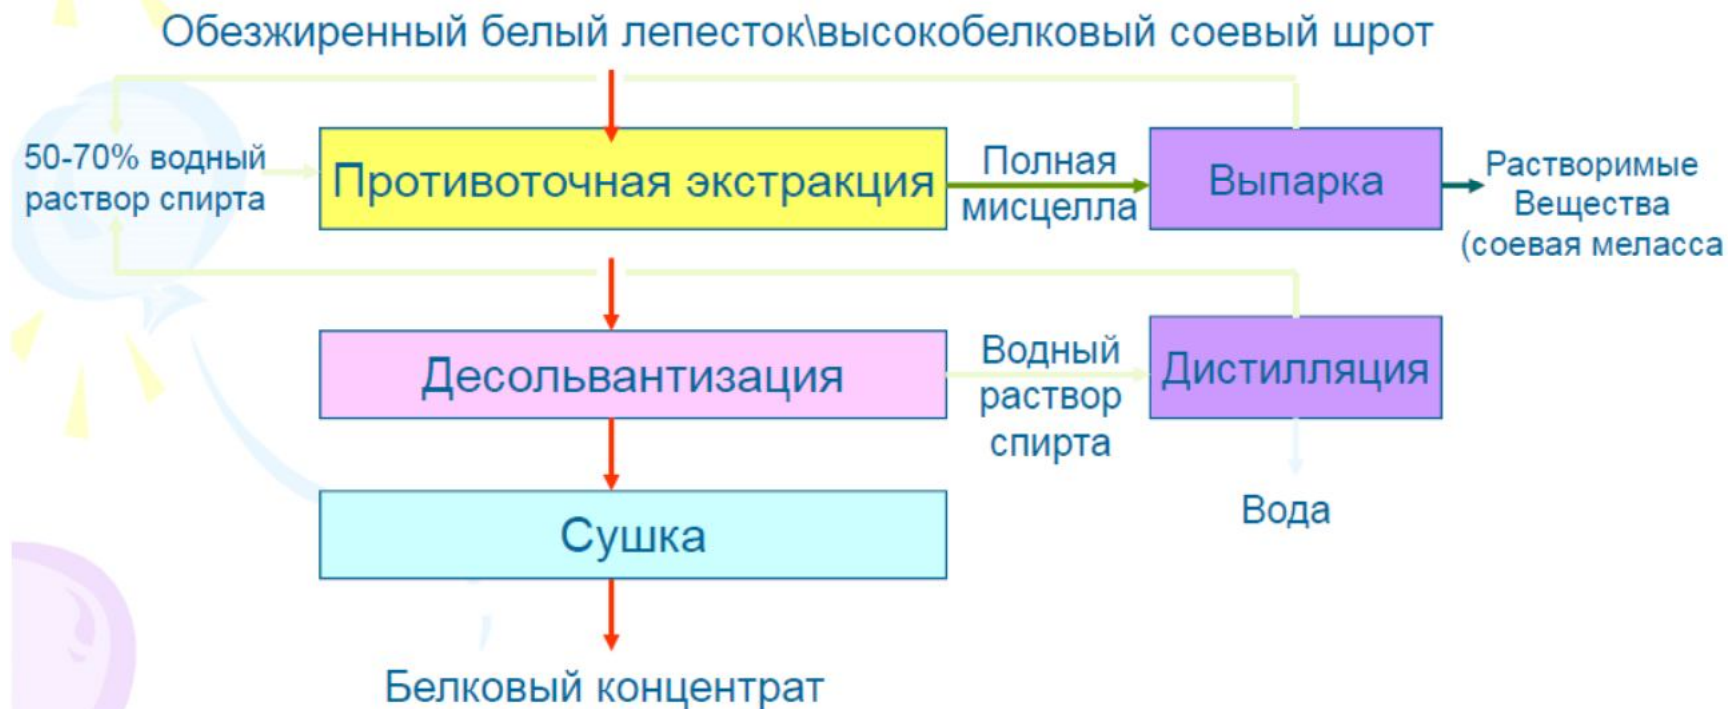 Обезжиренный белый лепесток\высокобелковый соевый шрот
50-70% водный
раствор спирта
Противоточная экстракция
Полная
мисцелла
Выпарка
Растворимые
Вещества
(соевая меласса
Десольвантизация
Водный
раствор
спирта
Дистилляция
Сушка
Вода
Белковый концентрат